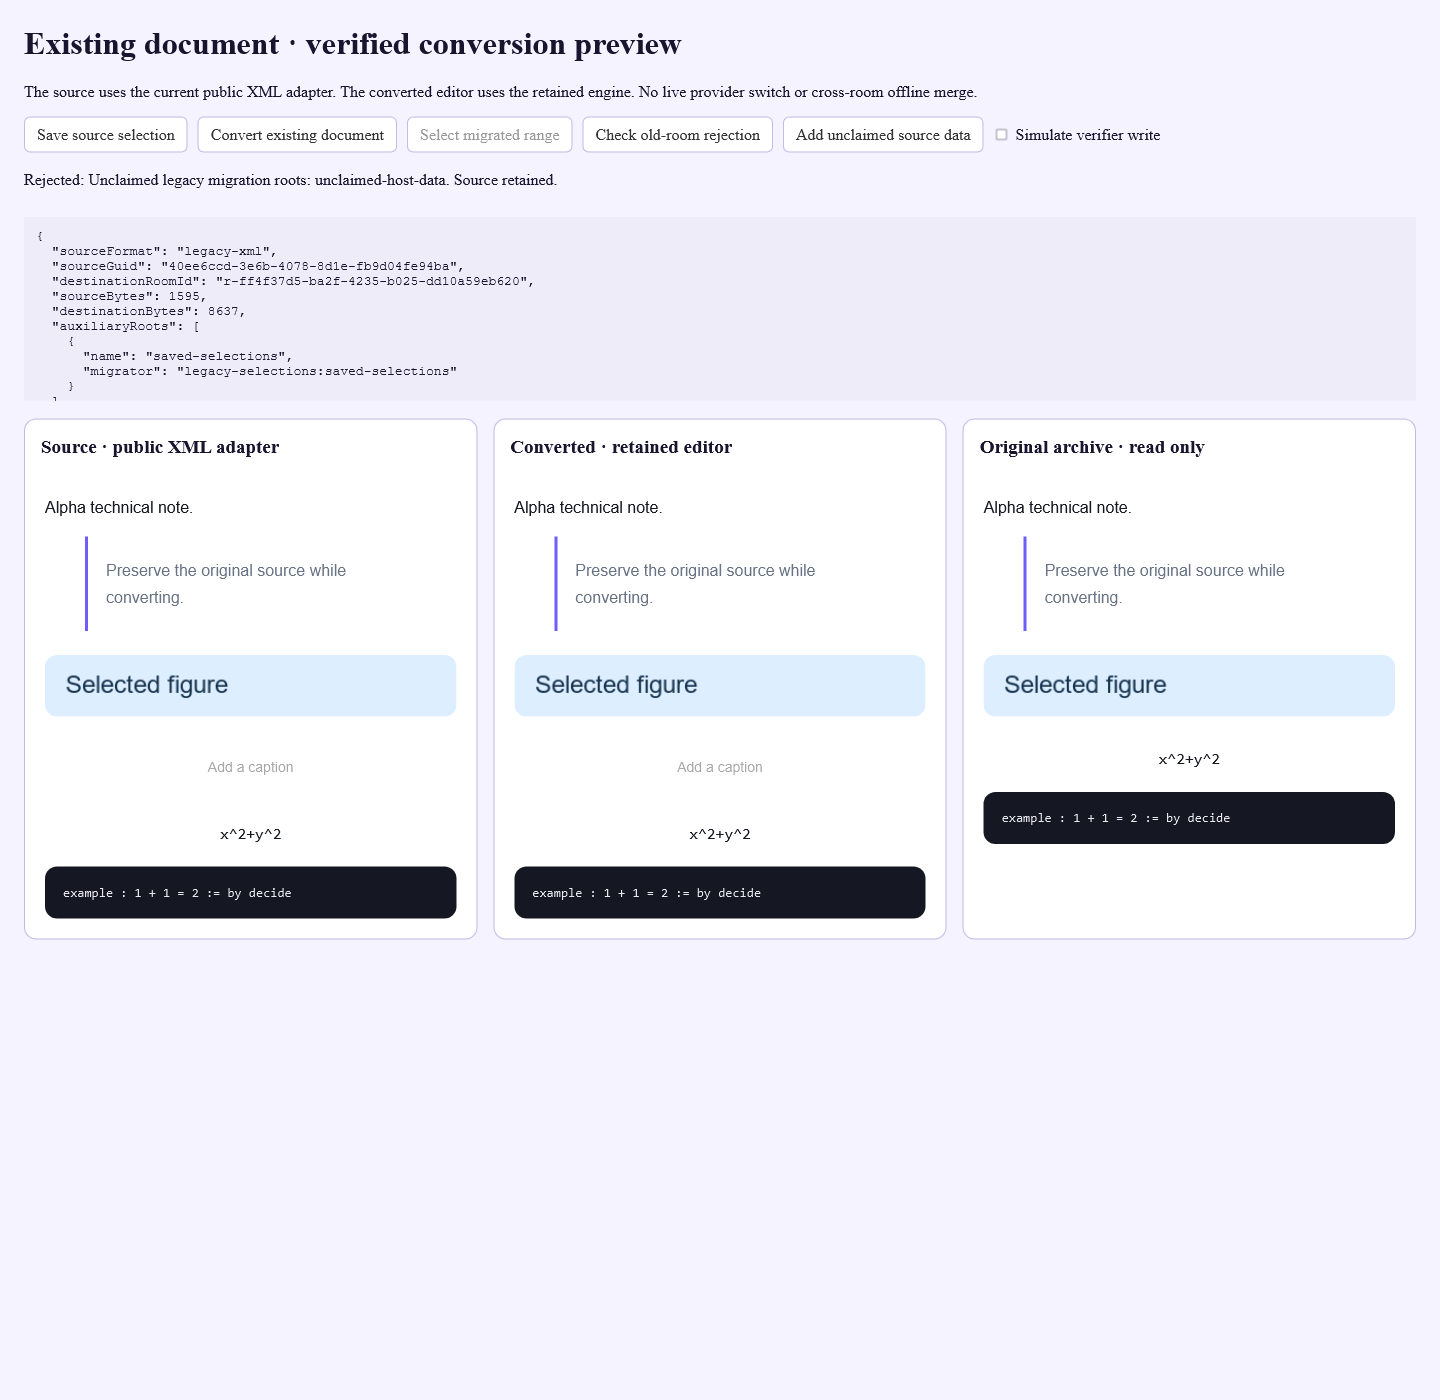 Existing document · verified conversion preview
The source uses the current public XML adapter. The converted editor uses the retained engine. No live provider switch or cross-room offline merge.
Save source selection Convert existing document Select migrated range Check old-room rejection Add unclaimed source data Simulate verifier write
Rejected: Unclaimed legacy migration roots: unclaimed-host-data. Source retained.
{
  "sourceFormat": "legacy-xml",
  "sourceGuid": "40ee6ccd-3e6b-4078-8d1e-fb9d04fe94ba",
  "destinationRoomId": "r-ff4f37d5-ba2f-4235-b025-dd10a59eb620",
  "sourceBytes": 1595,
  "destinationBytes": 8637,
  "auxiliaryRoots": [
    {
      "name": "saved-selections",
      "migrator": "legacy-selections:saved-selections"
    }
  ]
Source · public XML adapter
Alpha technical note.
Preserve the original source while
converting.
Selected figure
Add a caption
x^2+y^2
example : 1 + 1 = 2 := by decide
Converted · retained editor
Alpha technical note.
Preserve the original source while
converting.
Selected figure
Add a caption
x^2+y^2
example : 1 + 1 = 2 := by decide
Original archive · read only
Alpha technical note.
Preserve the original source while
converting.
Selected figure
x^2+y^2
example : 1 + 1 = 2 := by decide